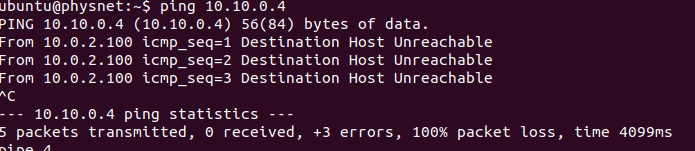 ubuntu@physnet:~$ ping 10.10.0.4
PING 10.10.0.4 (10.10.0.4) 56(84) bytes of data.
From 10.0.2.100 icmp_seq=1 Destination Host Unreachable
From 10.0.2.100 icmp_seq=2 Destination Host Unreachable
From 10.0.2.100 icmp_seq=3 Destination Host Unreachable
^C
--- 10.10.0.4 ping statistics ---
5 packets transmitted, 0 received, +3 errors, 100% packet loss, time 4099ms
pipe 4